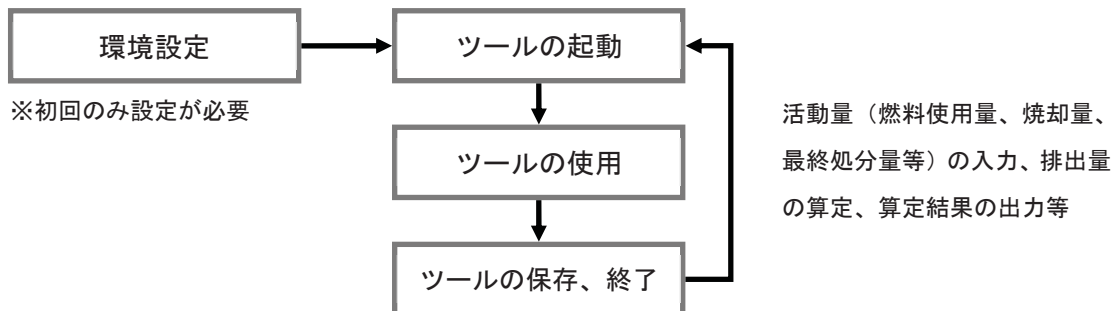 環境設定
ツールの起動
※初回のみ設定が必要
ツールの使用
ツールの保存、終了
活動量（燃料使用量、焼却量、
最終処分量等）の入力、排出量
の算定、算定結果の出力等